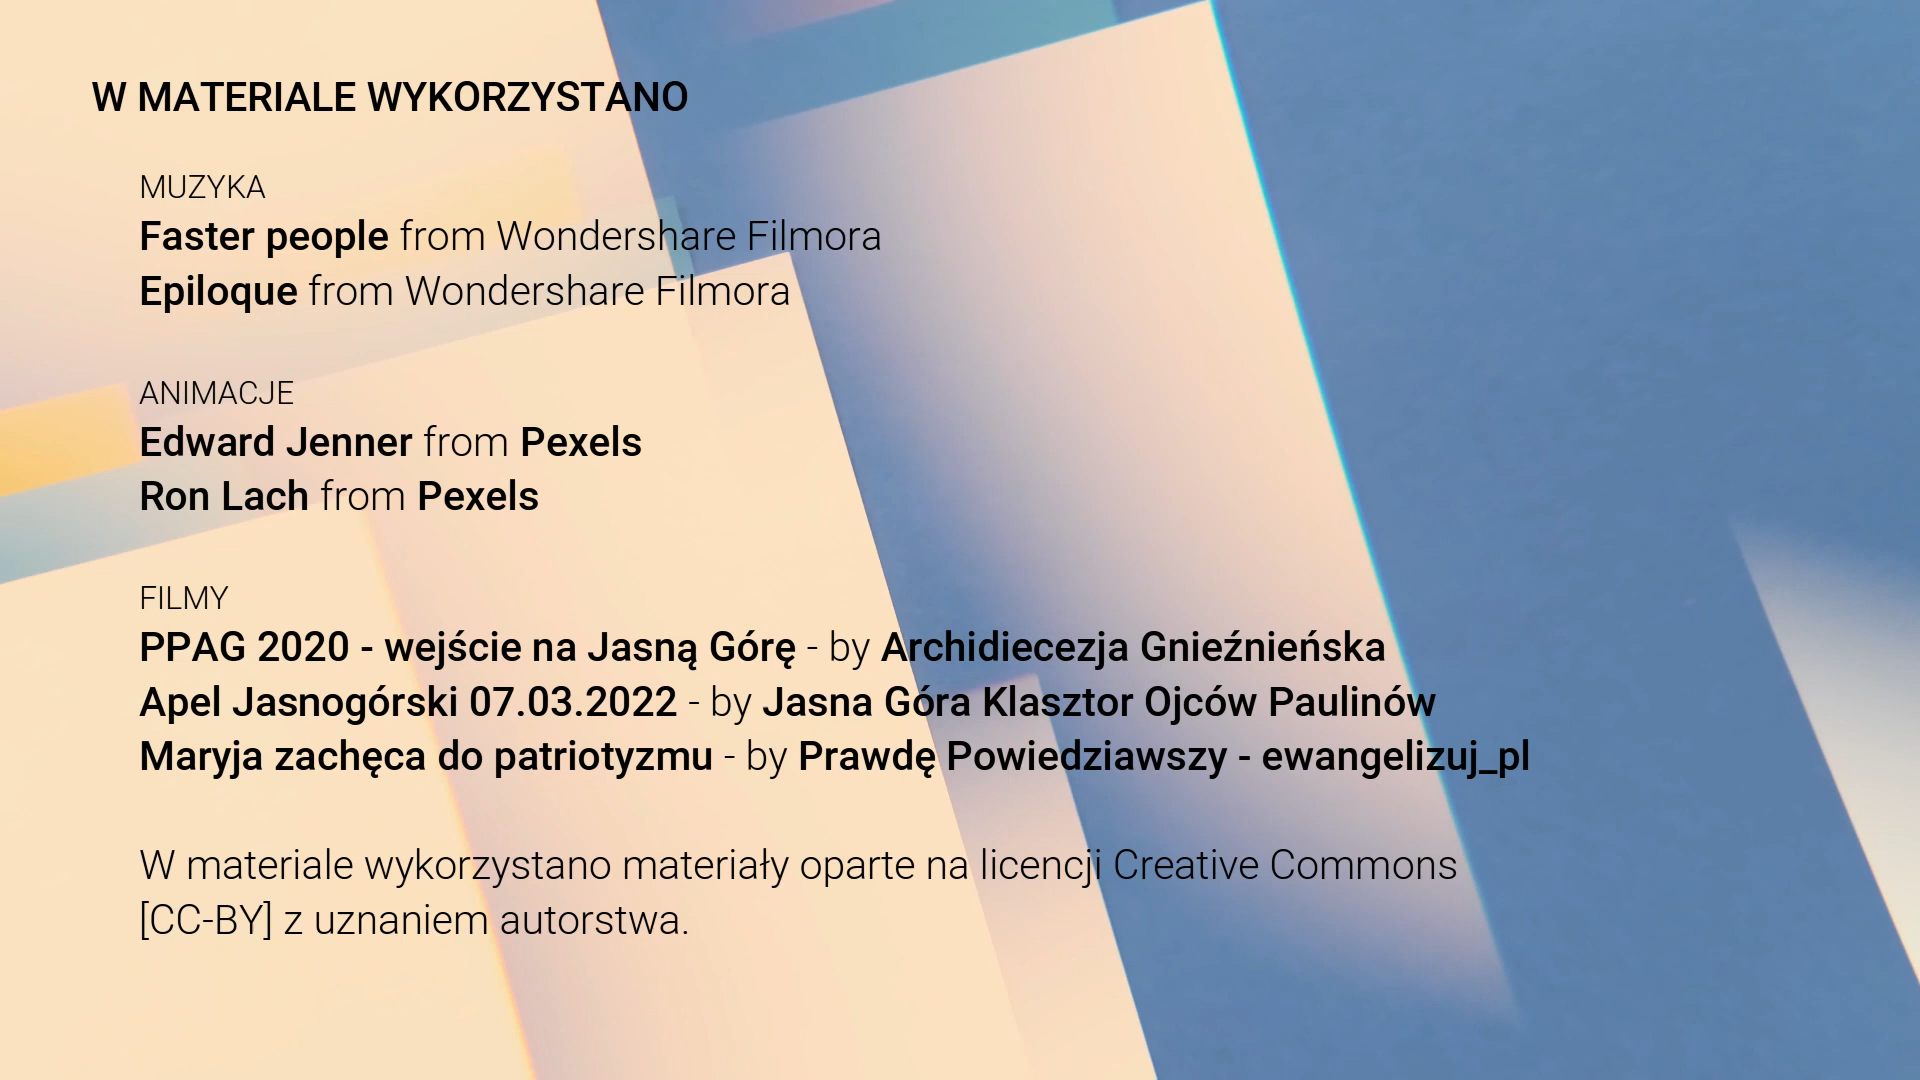 W MATERIALE WYKORZYSTANO
MUZYKA
Faster people from Wondershare Filmora
Epiloque from Wondershare Filmora
ANIMACJE
Edward Jenner from Pexels
Ron Lach from Pexels
FILMY
PPAG 2020 - wejście na Jasną Górę - by Archidiecezja Gnieźnieńska
Apel Jasnogórski 07.03.2022 - by Jasna Góra Klasztor Ojców Paulinów
Maryja zachęca do patriotyzmu - by Prawdę Powiedziawszy - ewangelizuj_pl
W materiale wykorzystano materiały oparte na licencji Creative Commons
[CC-BY] z uznaniem autorstwa.